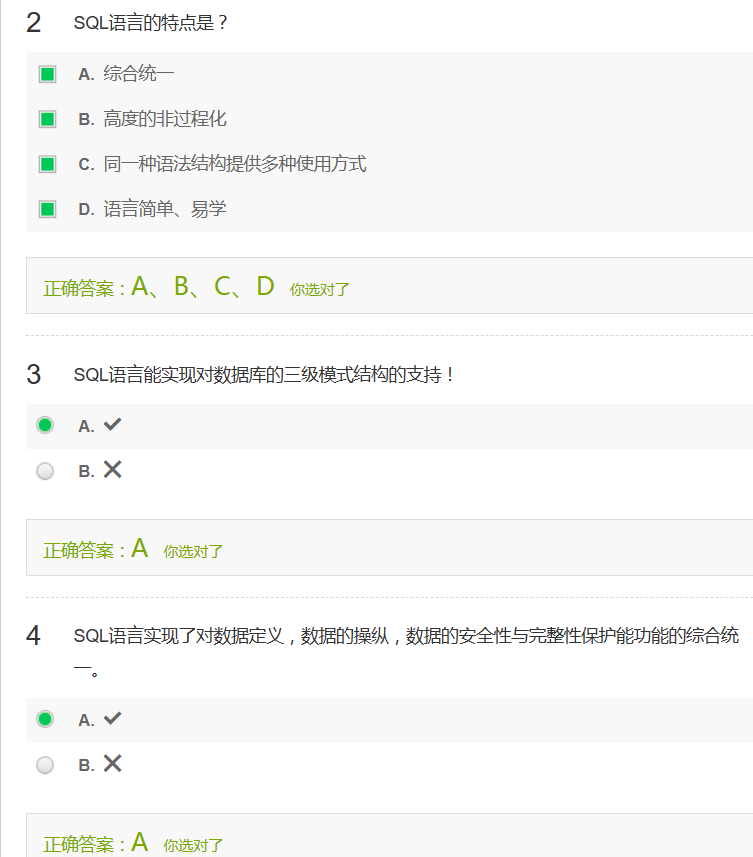 2 SQL语言的特点是？
A. 综合统一
B. 高度的非过程化
C. 同一种语法结构提供多种使用方式
D. 语言简单、易学
正确答案：A、B、C、D 你选对了
3 SQL语言能实现对数据库的三级模式结构的支持！
A. ✔
B. ✕
正确答案：A 你选对了
4 SQL语言实现了对数据定义，数据的操纵，数据的安全性与完整性保护能功能的综合统
一。
A. ✔
B. ✕
正确答案：A 你选对了